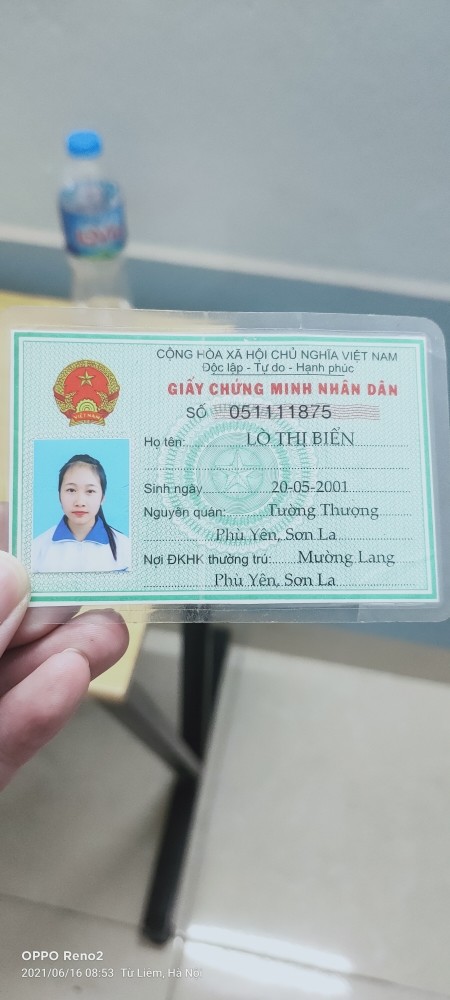 CỘNG HÒA XÃ HỘI CHỦ NGHĨA VIỆT NAM
Độc lập - Tự do - Hạnh phúc
GIẤY CHỨNG MINH NHÂN DÂN
SỐ 051111875
Họ tên: LÒ THỊ BIỂN
Sinh ngày 20-05-2001
Nguyên quán: Tường Thượng
Phù Yên, Sơn La
Nơi ĐKHK thường trú: Mường Lang
Phù Yên, Sơn La
VIỆT NAM
OPPO Reno2
2021/06/16 08:53 Từ Liêm, Hà Nội